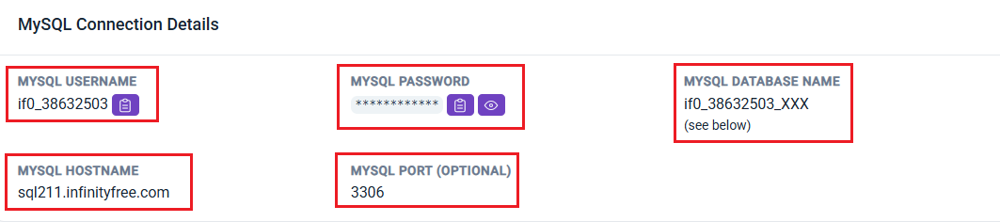 MySQL Connection Details
MYSQL USERNAME
if0_38632503
MYSQL PASSWORD
************
MYSQL DATABASE NAME
if0_38632503_XXX
(see below)
MYSQL HOSTNAME
sql211.infinityfree.com
MYSQL PORT (OPTIONAL)
3306